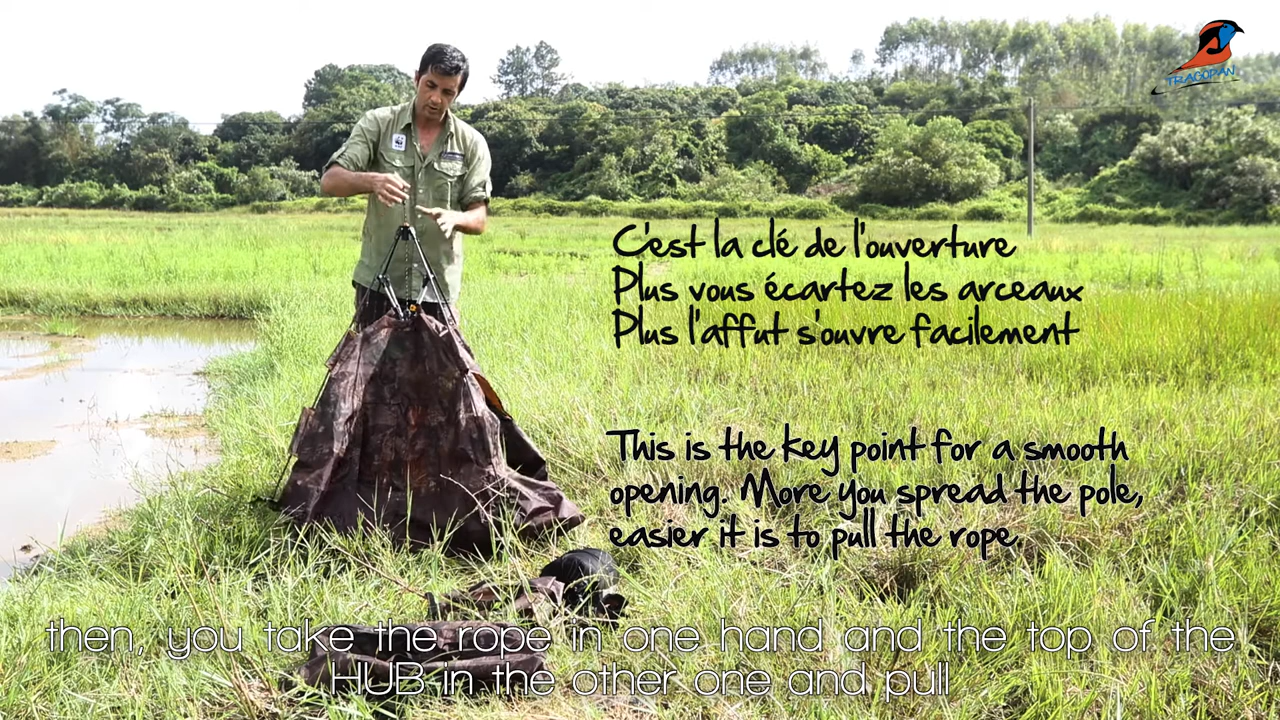 TRAGOPAN
C'est la clé de l'ouverture
Plus vous écartez les arceaux
Plus l'affut s'ouvre facilement
This is the key point for a smooth
opening. More you spread the pole,
easier it is to pull the rope.
then, you take the rope in one hand and the top of the
HUB in the other one and pull